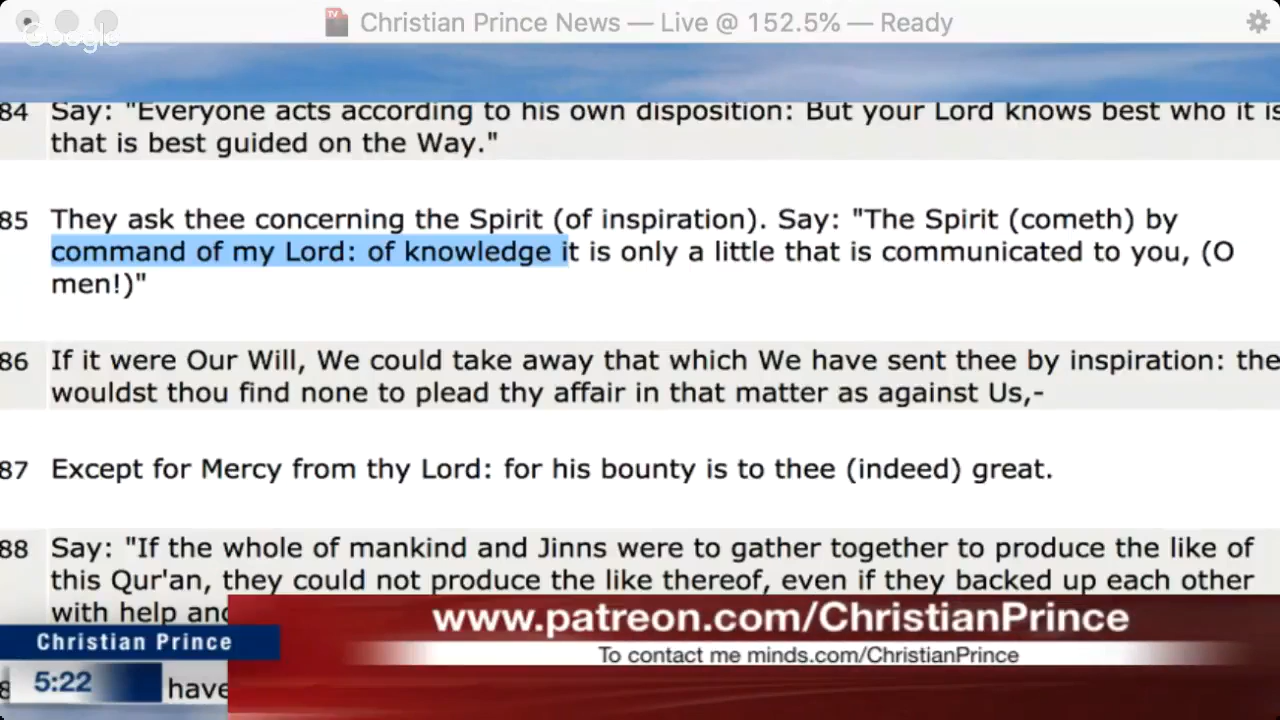 Christian Prince News — Live @ 152.5% — Ready
Google
84 Say: "Everyone acts according to his own disposition: But your Lord knows best who it is
that is best guided on the Way."
85 They ask thee concerning the Spirit (of inspiration). Say: "The Spirit (cometh) by
command of my Lord: of knowledge it is only a little that is communicated to you, (O
men!)"
86 If it were Our Will, We could take away that which We have sent thee by inspiration: the
wouldst thou find none to plead thy affair in that matter as against Us,-
87 Except for Mercy from thy Lord: for his bounty is to thee (indeed) great.
88 Say: "If the whole of mankind and Jinns were to gather together to produce the like of
this Qur'an, they could not produce the like thereof, even if they backed up each other
with help and
www.patreon.com/ChristianPrince
Christian Prince
To contact me minds.com/ChristianPrince
5:22
have